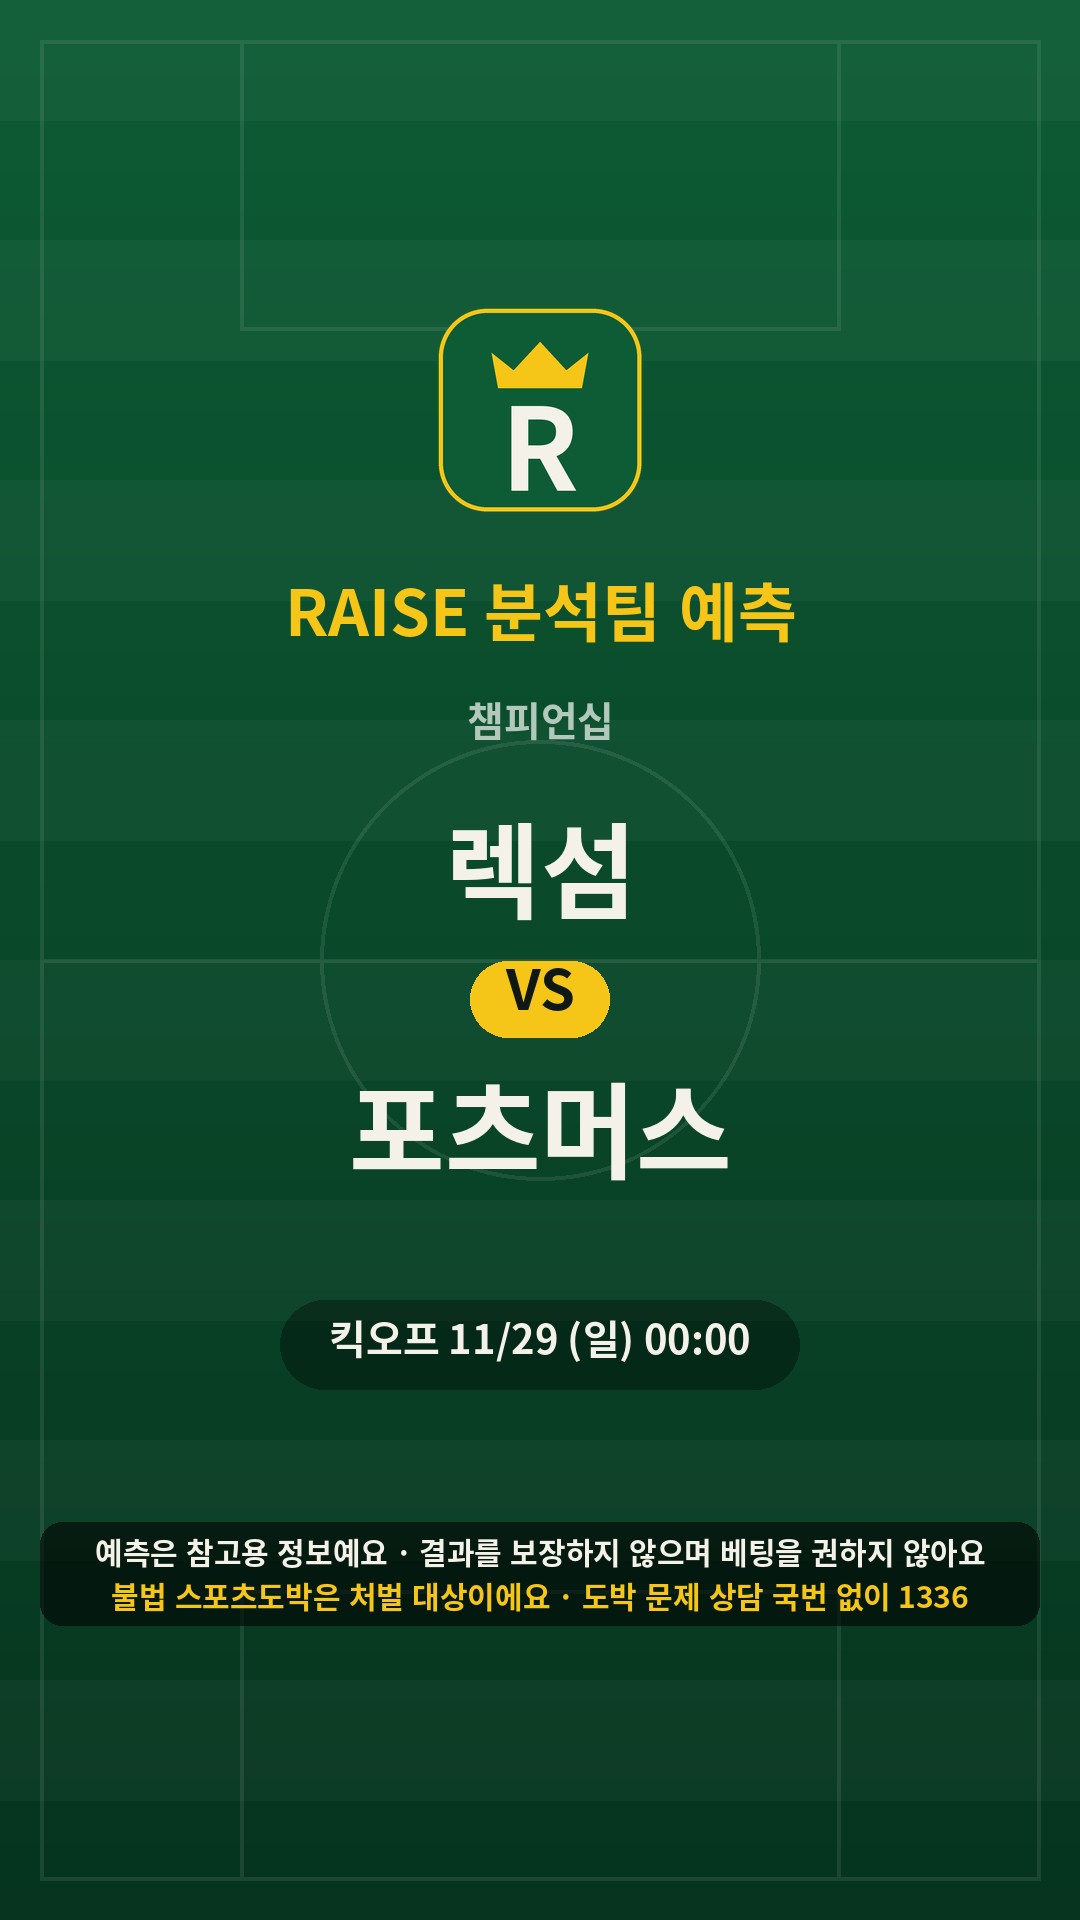 R
RAISE 분석팀 예측
챔피언십
렉섬
VS
포츠머스
킥오프 11/29 (일) 00:00
예측은 참고용 정보예요 · 결과를 보장하지 않으며 베팅을 권하지 않아요
불법 스포츠도박은 처벌 대상이에요 · 도박 문제 상담 국번 없이 1336